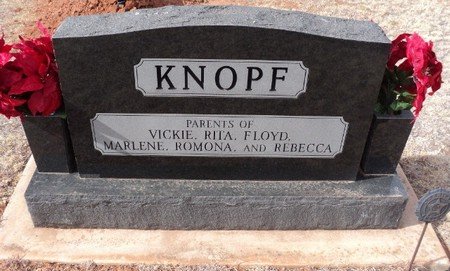 KNOPF
PARENTS OF
VICKIE, RITA, FLOYD,
MARLENE, ROMONA, AND REBECCA